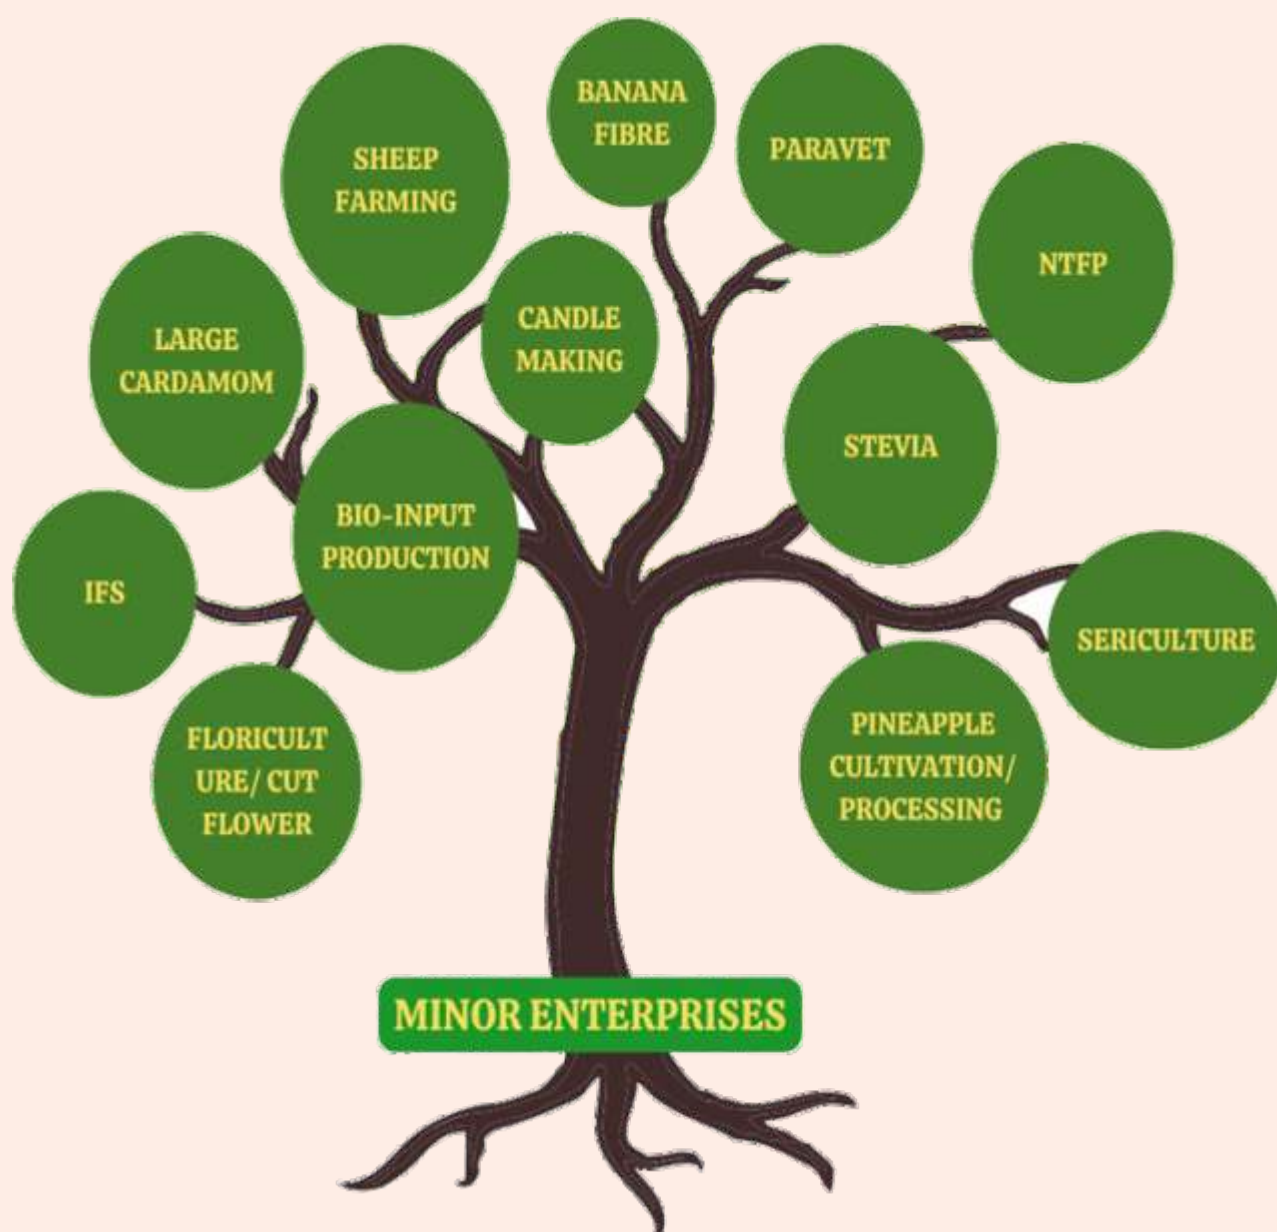 BANANA
FIBRE
PARAVET
SHEEP
FARMING
NTFP
CANDLE
MAKING
LARGE
CARDAMOM
STEVIA
BIO-INPUT
PRODUCTION
IFS
SERICULTURE
FLORICULT
URE/ CUT
FLOWER
PINEAPPLE
CULTIVATION/
PROCESSING
MINOR ENTERPRISES